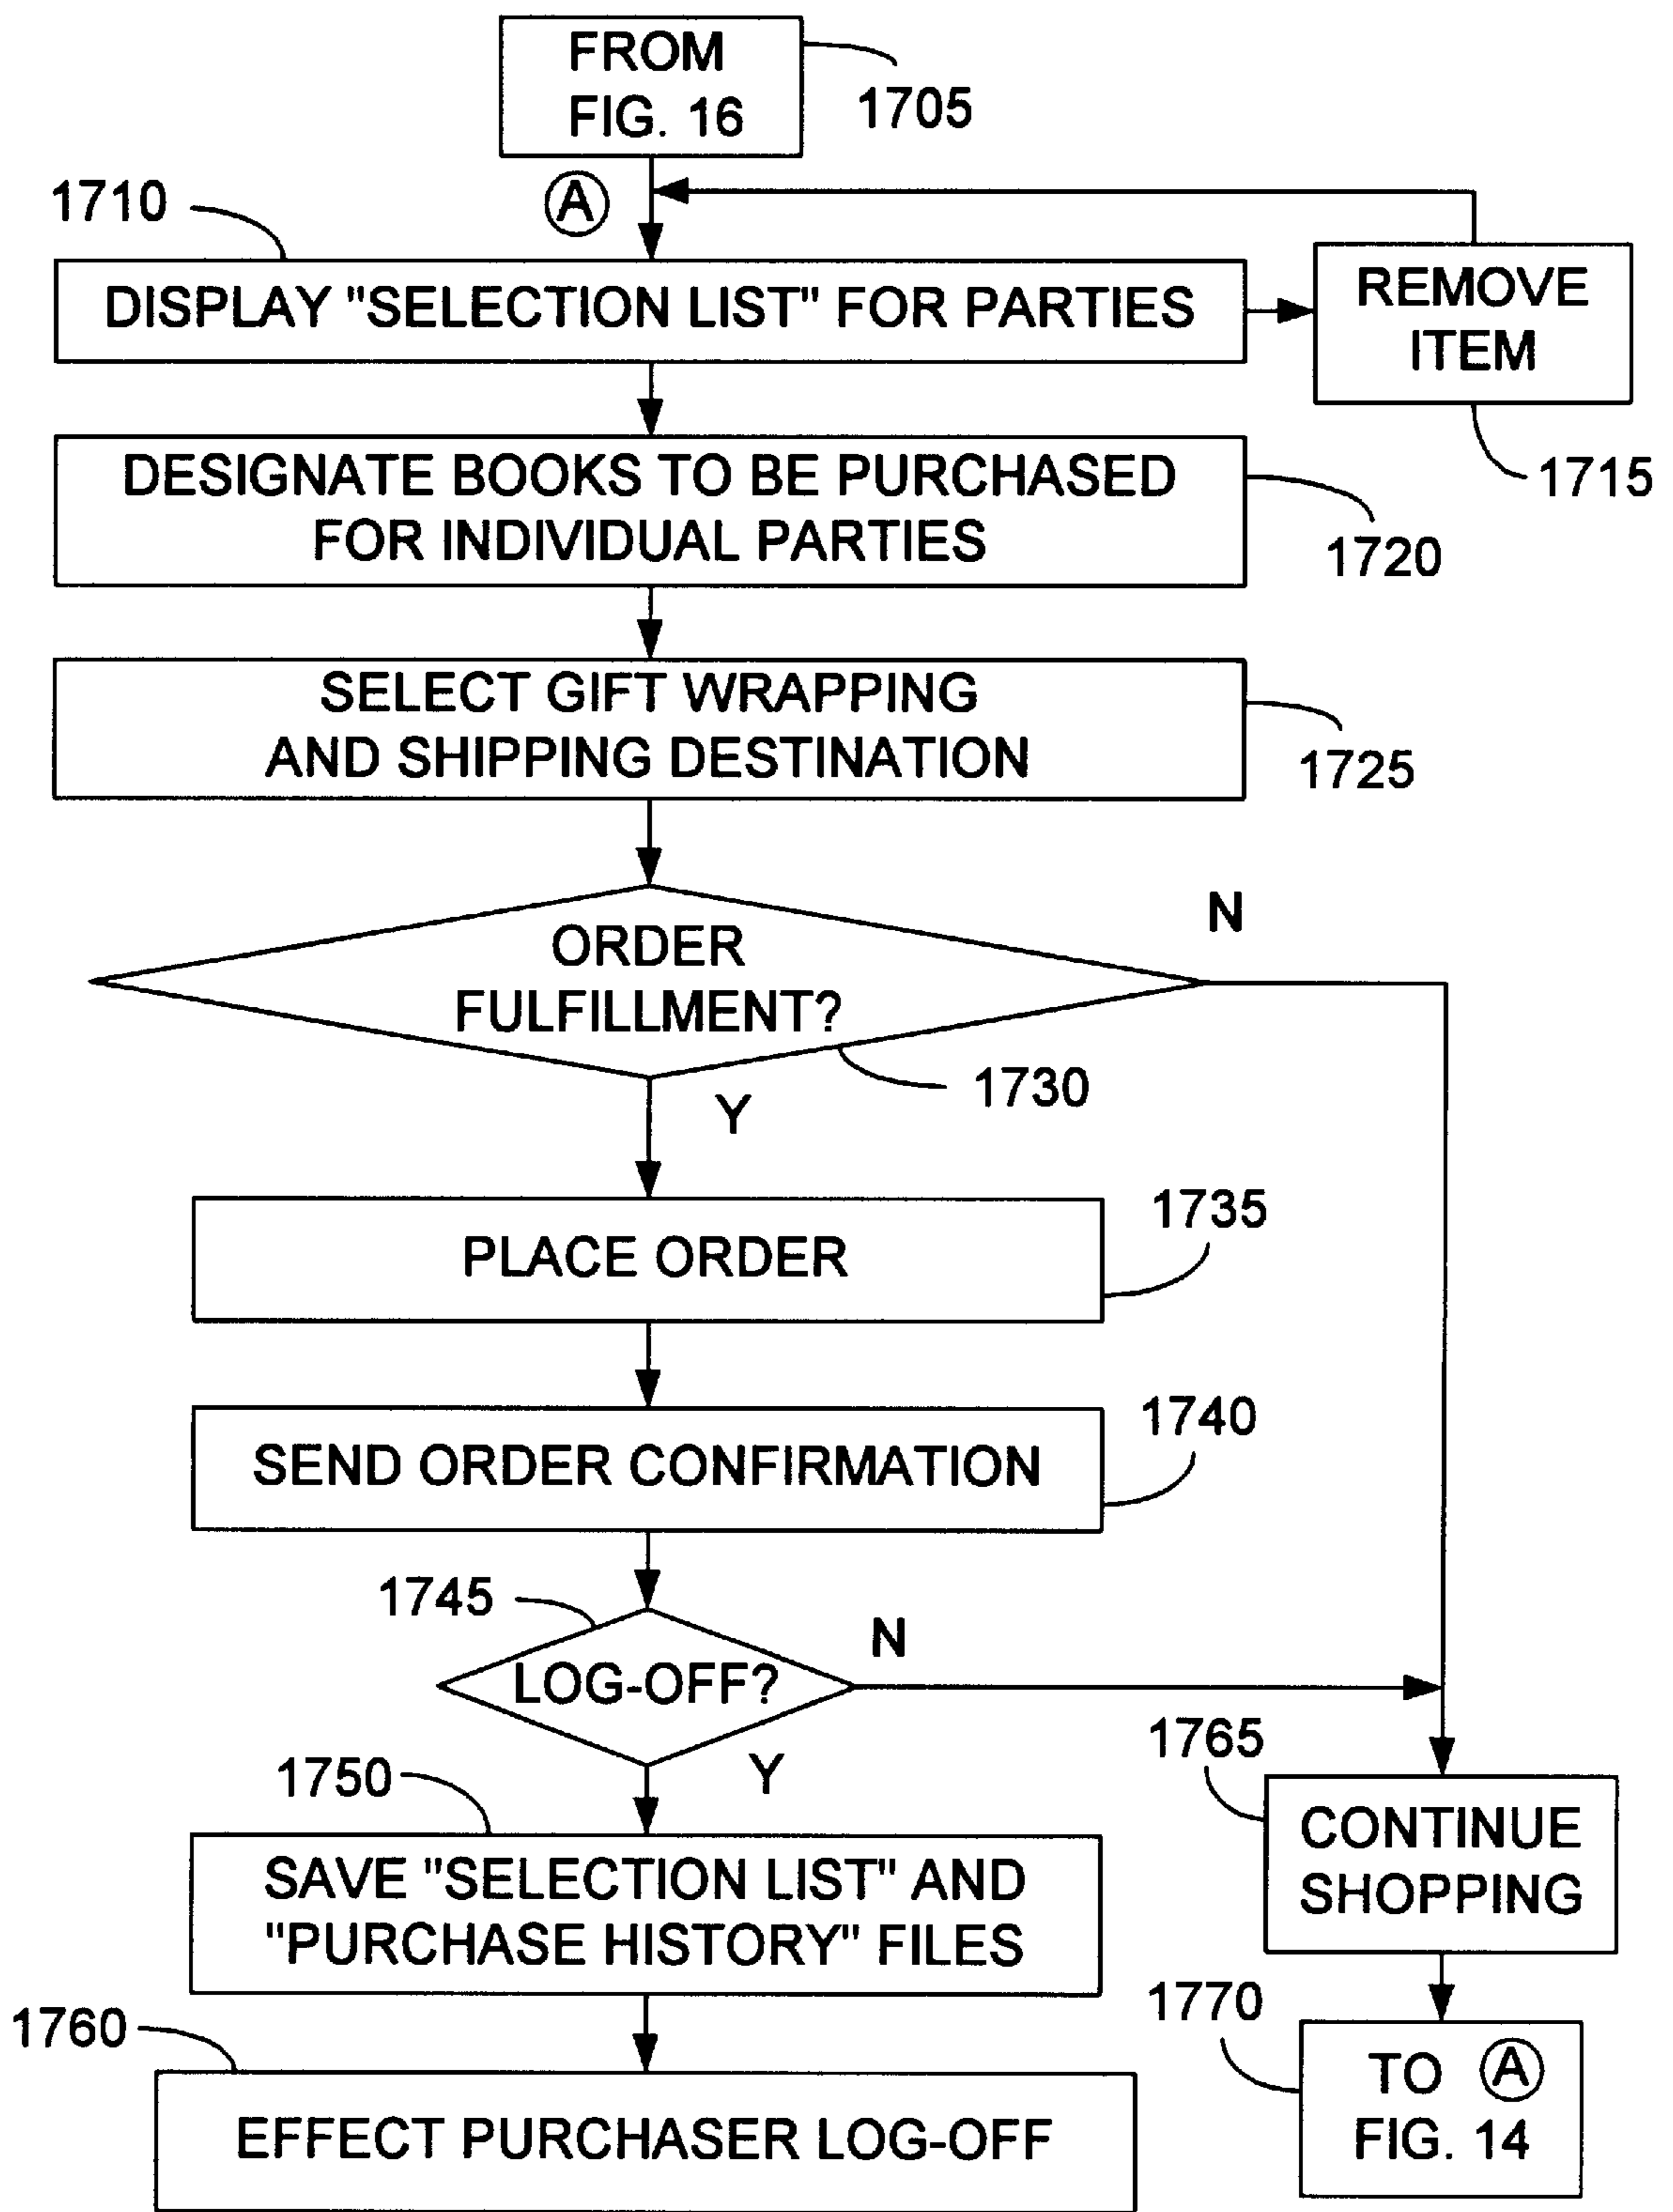 FROM
FIG. 16
1705
A
1710
DISPLAY "SELECTION LIST" FOR PARTIES
REMOVE
ITEM
1715
DESIGNATE BOOKS TO BE PURCHASED
FOR INDIVIDUAL PARTIES
1720
SELECT GIFT WRAPPING
AND SHIPPING DESTINATION
1725
ORDER
FULFILLMENT?
N
1730
Y
PLACE ORDER
1735
SEND ORDER CONFIRMATION
1740
1745
LOG-OFF?
N
Y
1750
SAVE "SELECTION LIST" AND
"PURCHASE HISTORY" FILES
1765
CONTINUE
SHOPPING
1760
EFFECT PURCHASER LOG-OFF
1770
TO A
FIG. 14